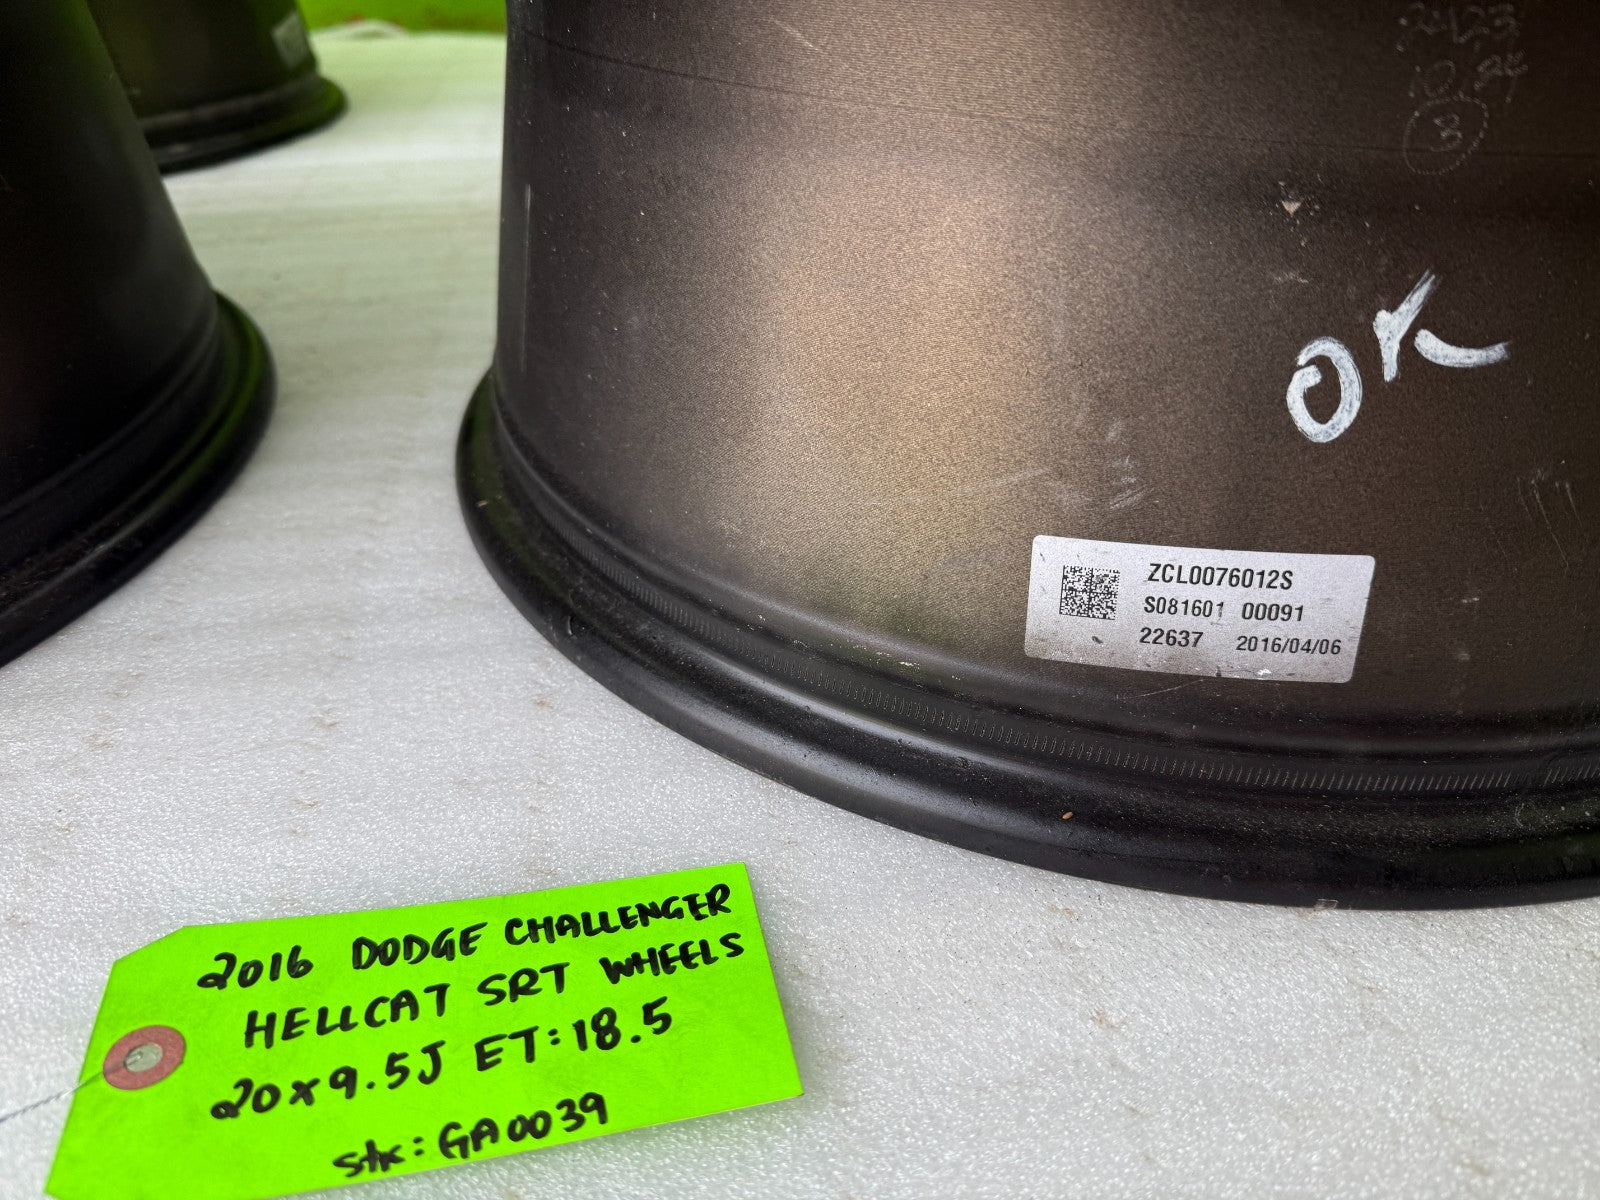 OK
ZCL0076012S
S081601 00091
22637 2016/04/06
2016 DODGE CHALLENGER
HELLCAT SRT WHEELS
20x9.5J ET:18.5
Stk: GA0039